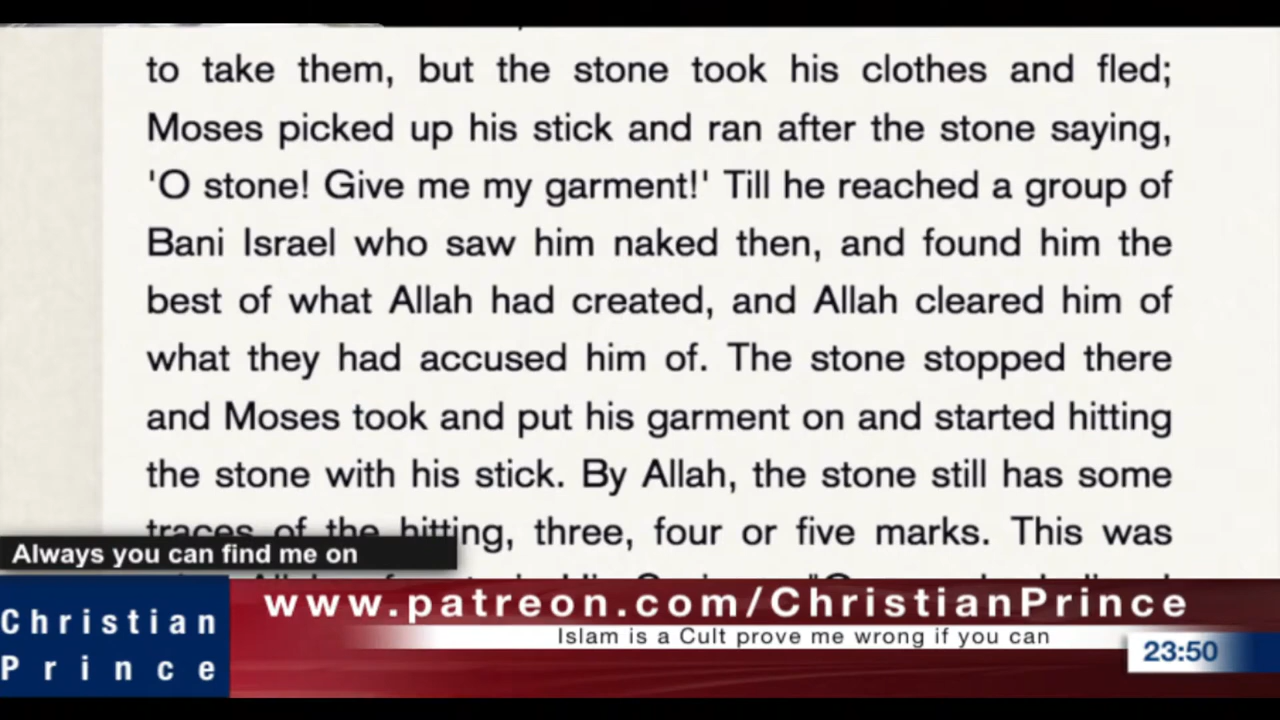 to take them, but the stone took his clothes and fled;
Moses picked up his stick and ran after the stone saying,
'O stone! Give me my garment!' Till he reached a group of
Bani Israel who saw him naked then, and found him the
best of what Allah had created, and Allah cleared him of
what they had accused him of. The stone stopped there
and Moses took and put his garment on and started hitting
the stone with his stick. By Allah, the stone still has some
traces of the hitting, three, four or five marks. This was
Always you can find me on
www.patreon.com/ChristianPrince
Islam is a Cult prove me wrong if you can
Christian
Prince
23:50